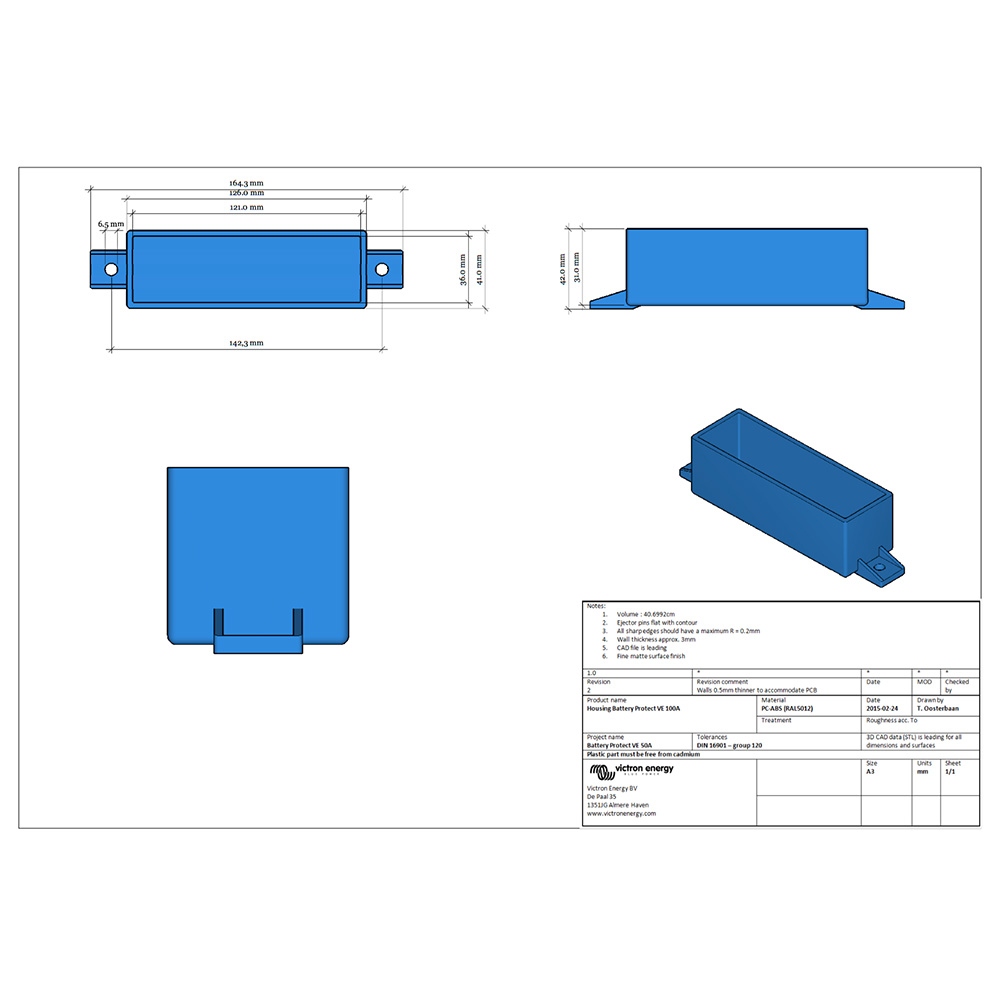 164.3 mm
126.0 mm
121.0 mm
6.5 mm
36.0 mm
41.0 mm
142.3 mm
42.0 mm
31.0 mm
Notes:
1. Volume : 40.6992cm
2. Ejector pins flat with contour
3. All sharp edges should have a maximum R = 0.2mm
4. Wall thickness approx. 3mm
5. CAD file is leading
6. Fine matte surface finish
1.0 * * * *
Revision Revision comment Date MOD Checked by
2 Walls 0.5mm thinner to accommodate PCB
Product name Material Date Drawn by
Housing Battery Protect VE 100A PC-ABS (RAL5012) 2015-02-24 T. Oosterbaan
Treatment Roughness acc. To
Project name Tolerances 3D CAD data (STL) is leading for all
Battery Protect VE 50A DIN 16901 – group 120 dimensions and surfaces
Plastic part must be free from cadmium
victron energy Size Units Sheet
BLUE POWER A3 mm 1/1
Victron Energy BV
De Paal 35
1351JG Almere Haven
www.victronenergy.com